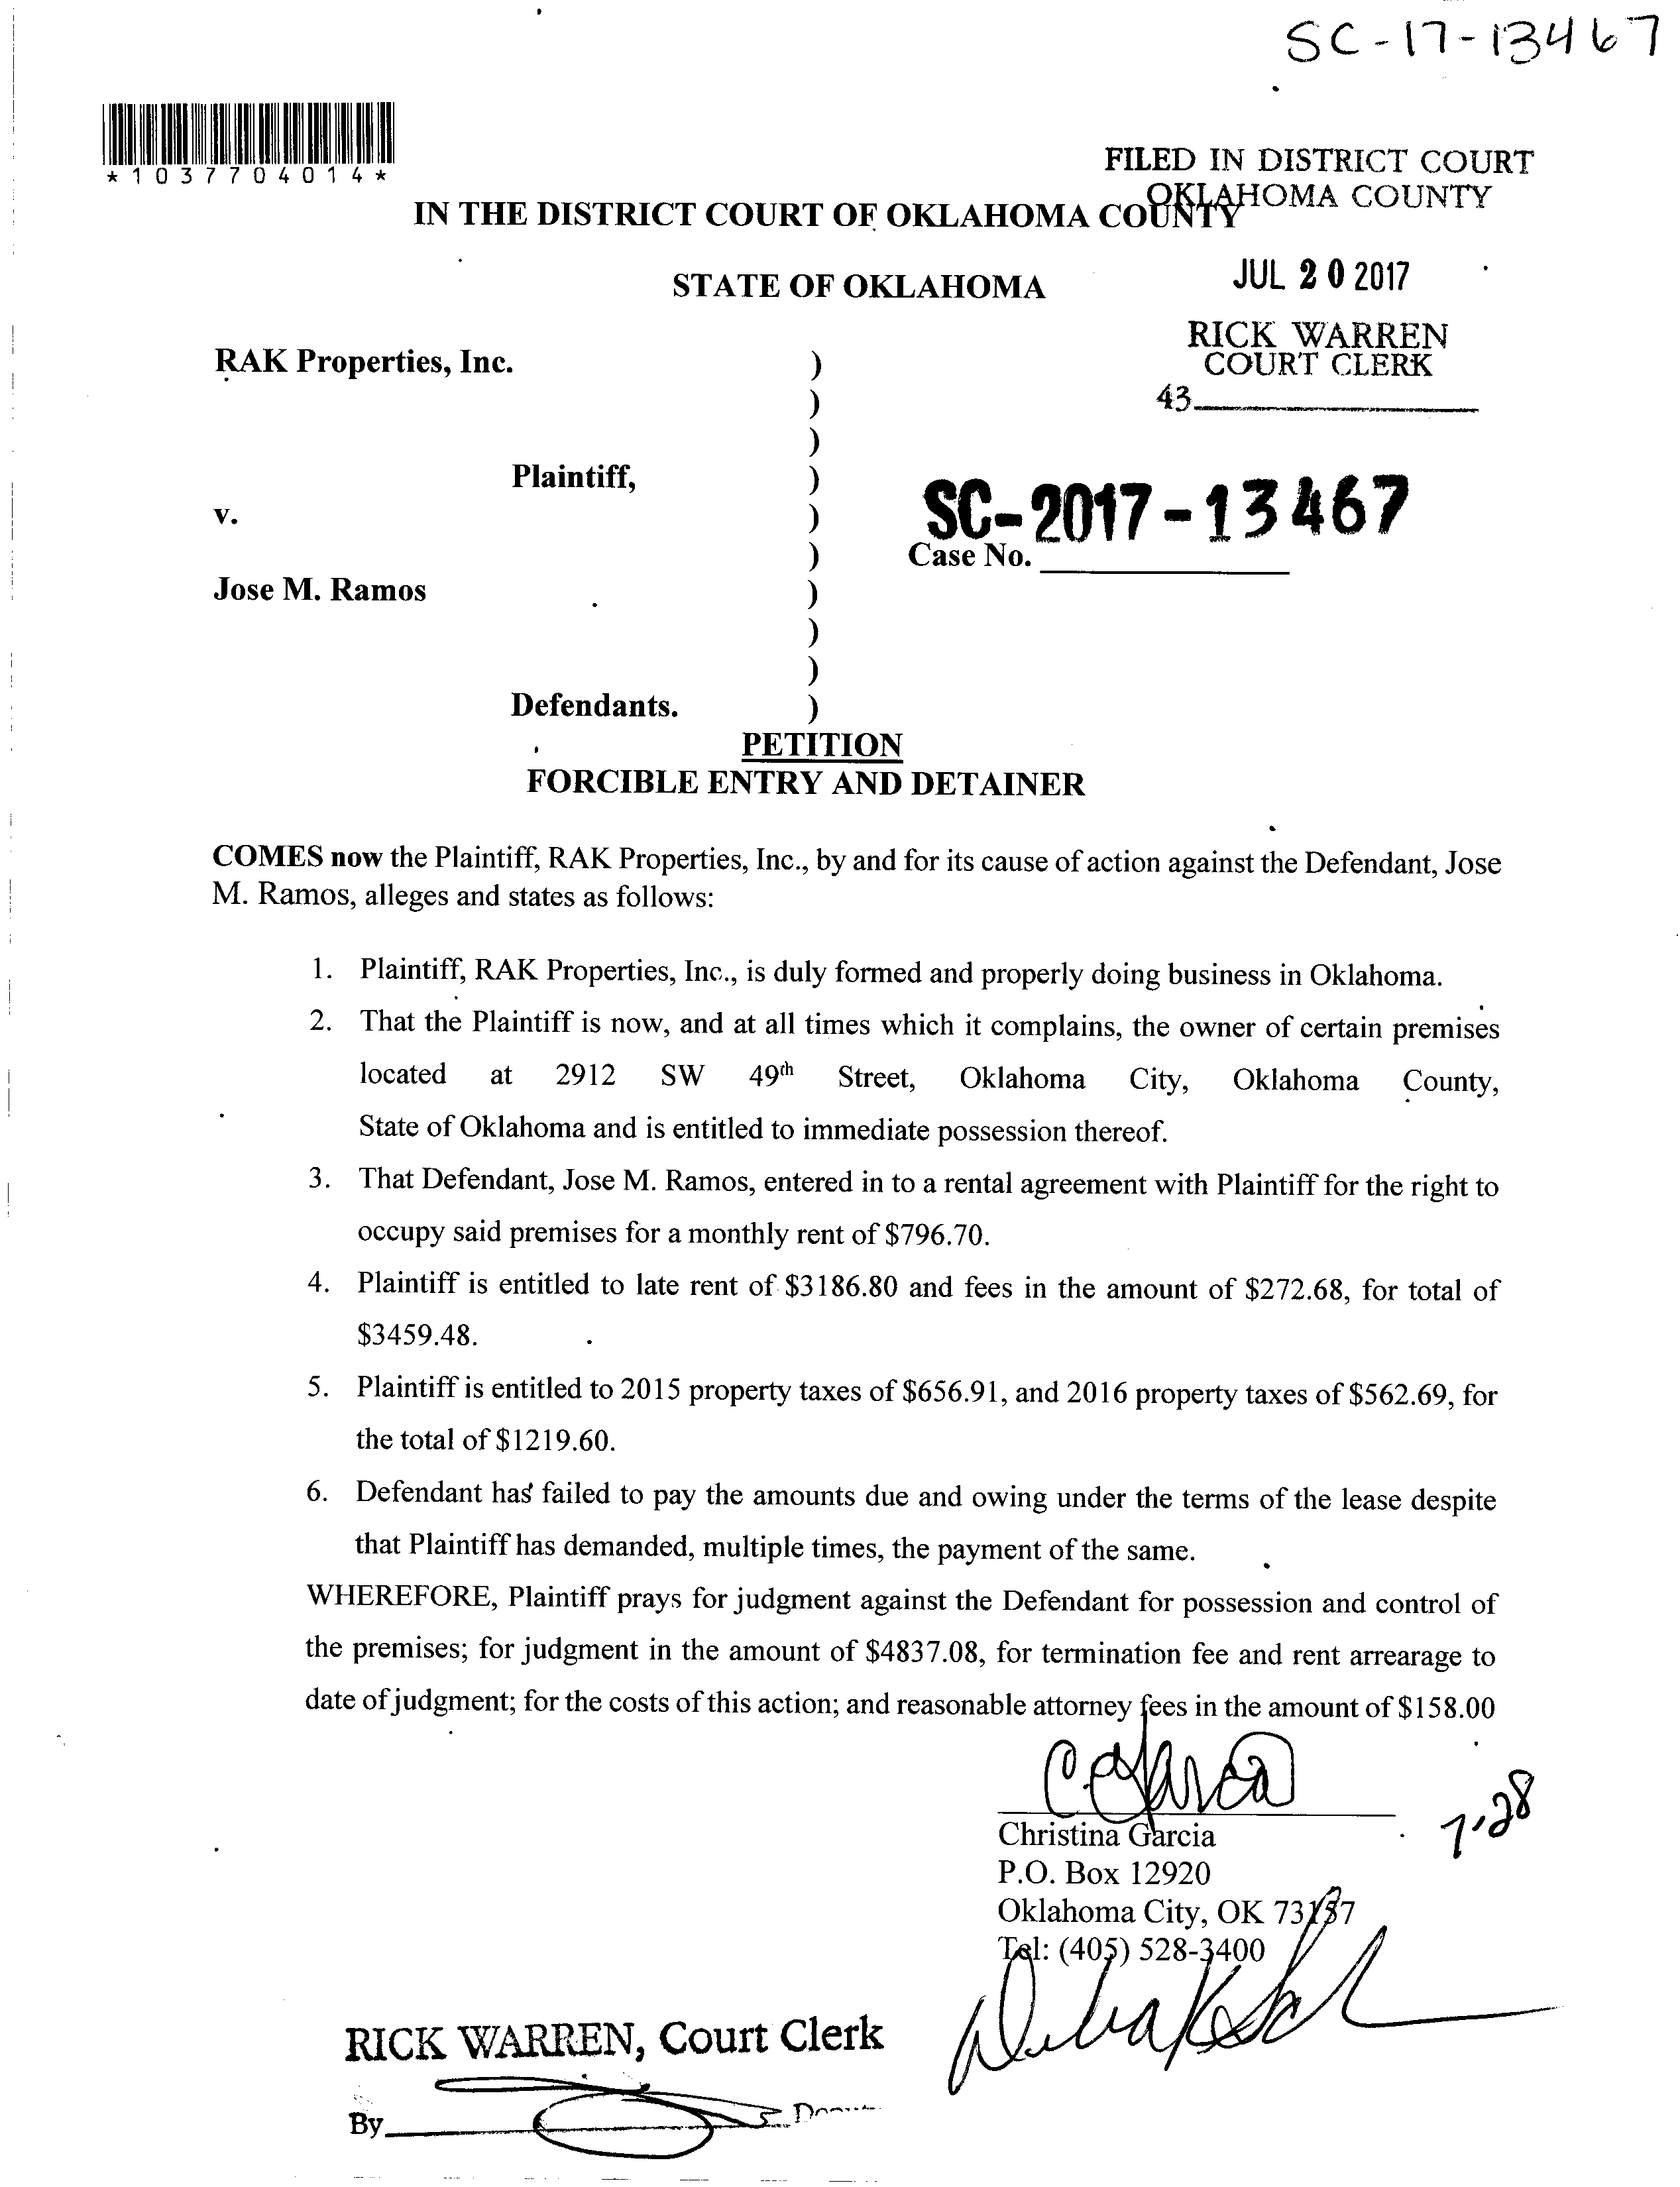 SC-17-13467
*1037704014*
FILED IN DISTRICT COURT
OKLAHOMA COUNTY
IN THE DISTRICT COURT OF OKLAHOMA COUNTY
STATE OF OKLAHOMA
JUL 20 2017
RICK WARREN
COURT CLERK
43
RAK Properties, Inc. )
)
)
Plaintiff, )
v. )
SC-2017-13467
) Case No.
Jose M. Ramos )
)
)
Defendants. )
PETITION
FORCIBLE ENTRY AND DETAINER
COMES now the Plaintiff, RAK Properties, Inc., by and for its cause of action against the Defendant, Jose
M. Ramos, alleges and states as follows:
1. Plaintiff, RAK Properties, Inc., is duly formed and properly doing business in Oklahoma.
2. That the Plaintiff is now, and at all times which it complains, the owner of certain premises
located at 2912 SW 49th Street, Oklahoma City, Oklahoma County,
State of Oklahoma and is entitled to immediate possession thereof.
3. That Defendant, Jose M. Ramos, entered in to a rental agreement with Plaintiff for the right to
occupy said premises for a monthly rent of $796.70.
4. Plaintiff is entitled to late rent of $3186.80 and fees in the amount of $272.68, for total of
$3459.48.
5. Plaintiff is entitled to 2015 property taxes of $656.91, and 2016 property taxes of $562.69, for
the total of $1219.60.
6. Defendant has failed to pay the amounts due and owing under the terms of the lease despite
that Plaintiff has demanded, multiple times, the payment of the same.
WHEREFORE, Plaintiff prays for judgment against the Defendant for possession and control of
the premises; for judgment in the amount of $4837.08, for termination fee and rent arrearage to
date of judgment; for the costs of this action; and reasonable attorney fees in the amount of $158.00
C Garcia
7-28
Christina Garcia
P.O. Box 12920
Oklahoma City, OK 73157
Tel: (405) 528-3400
RICK WARREN, Court Clerk
By